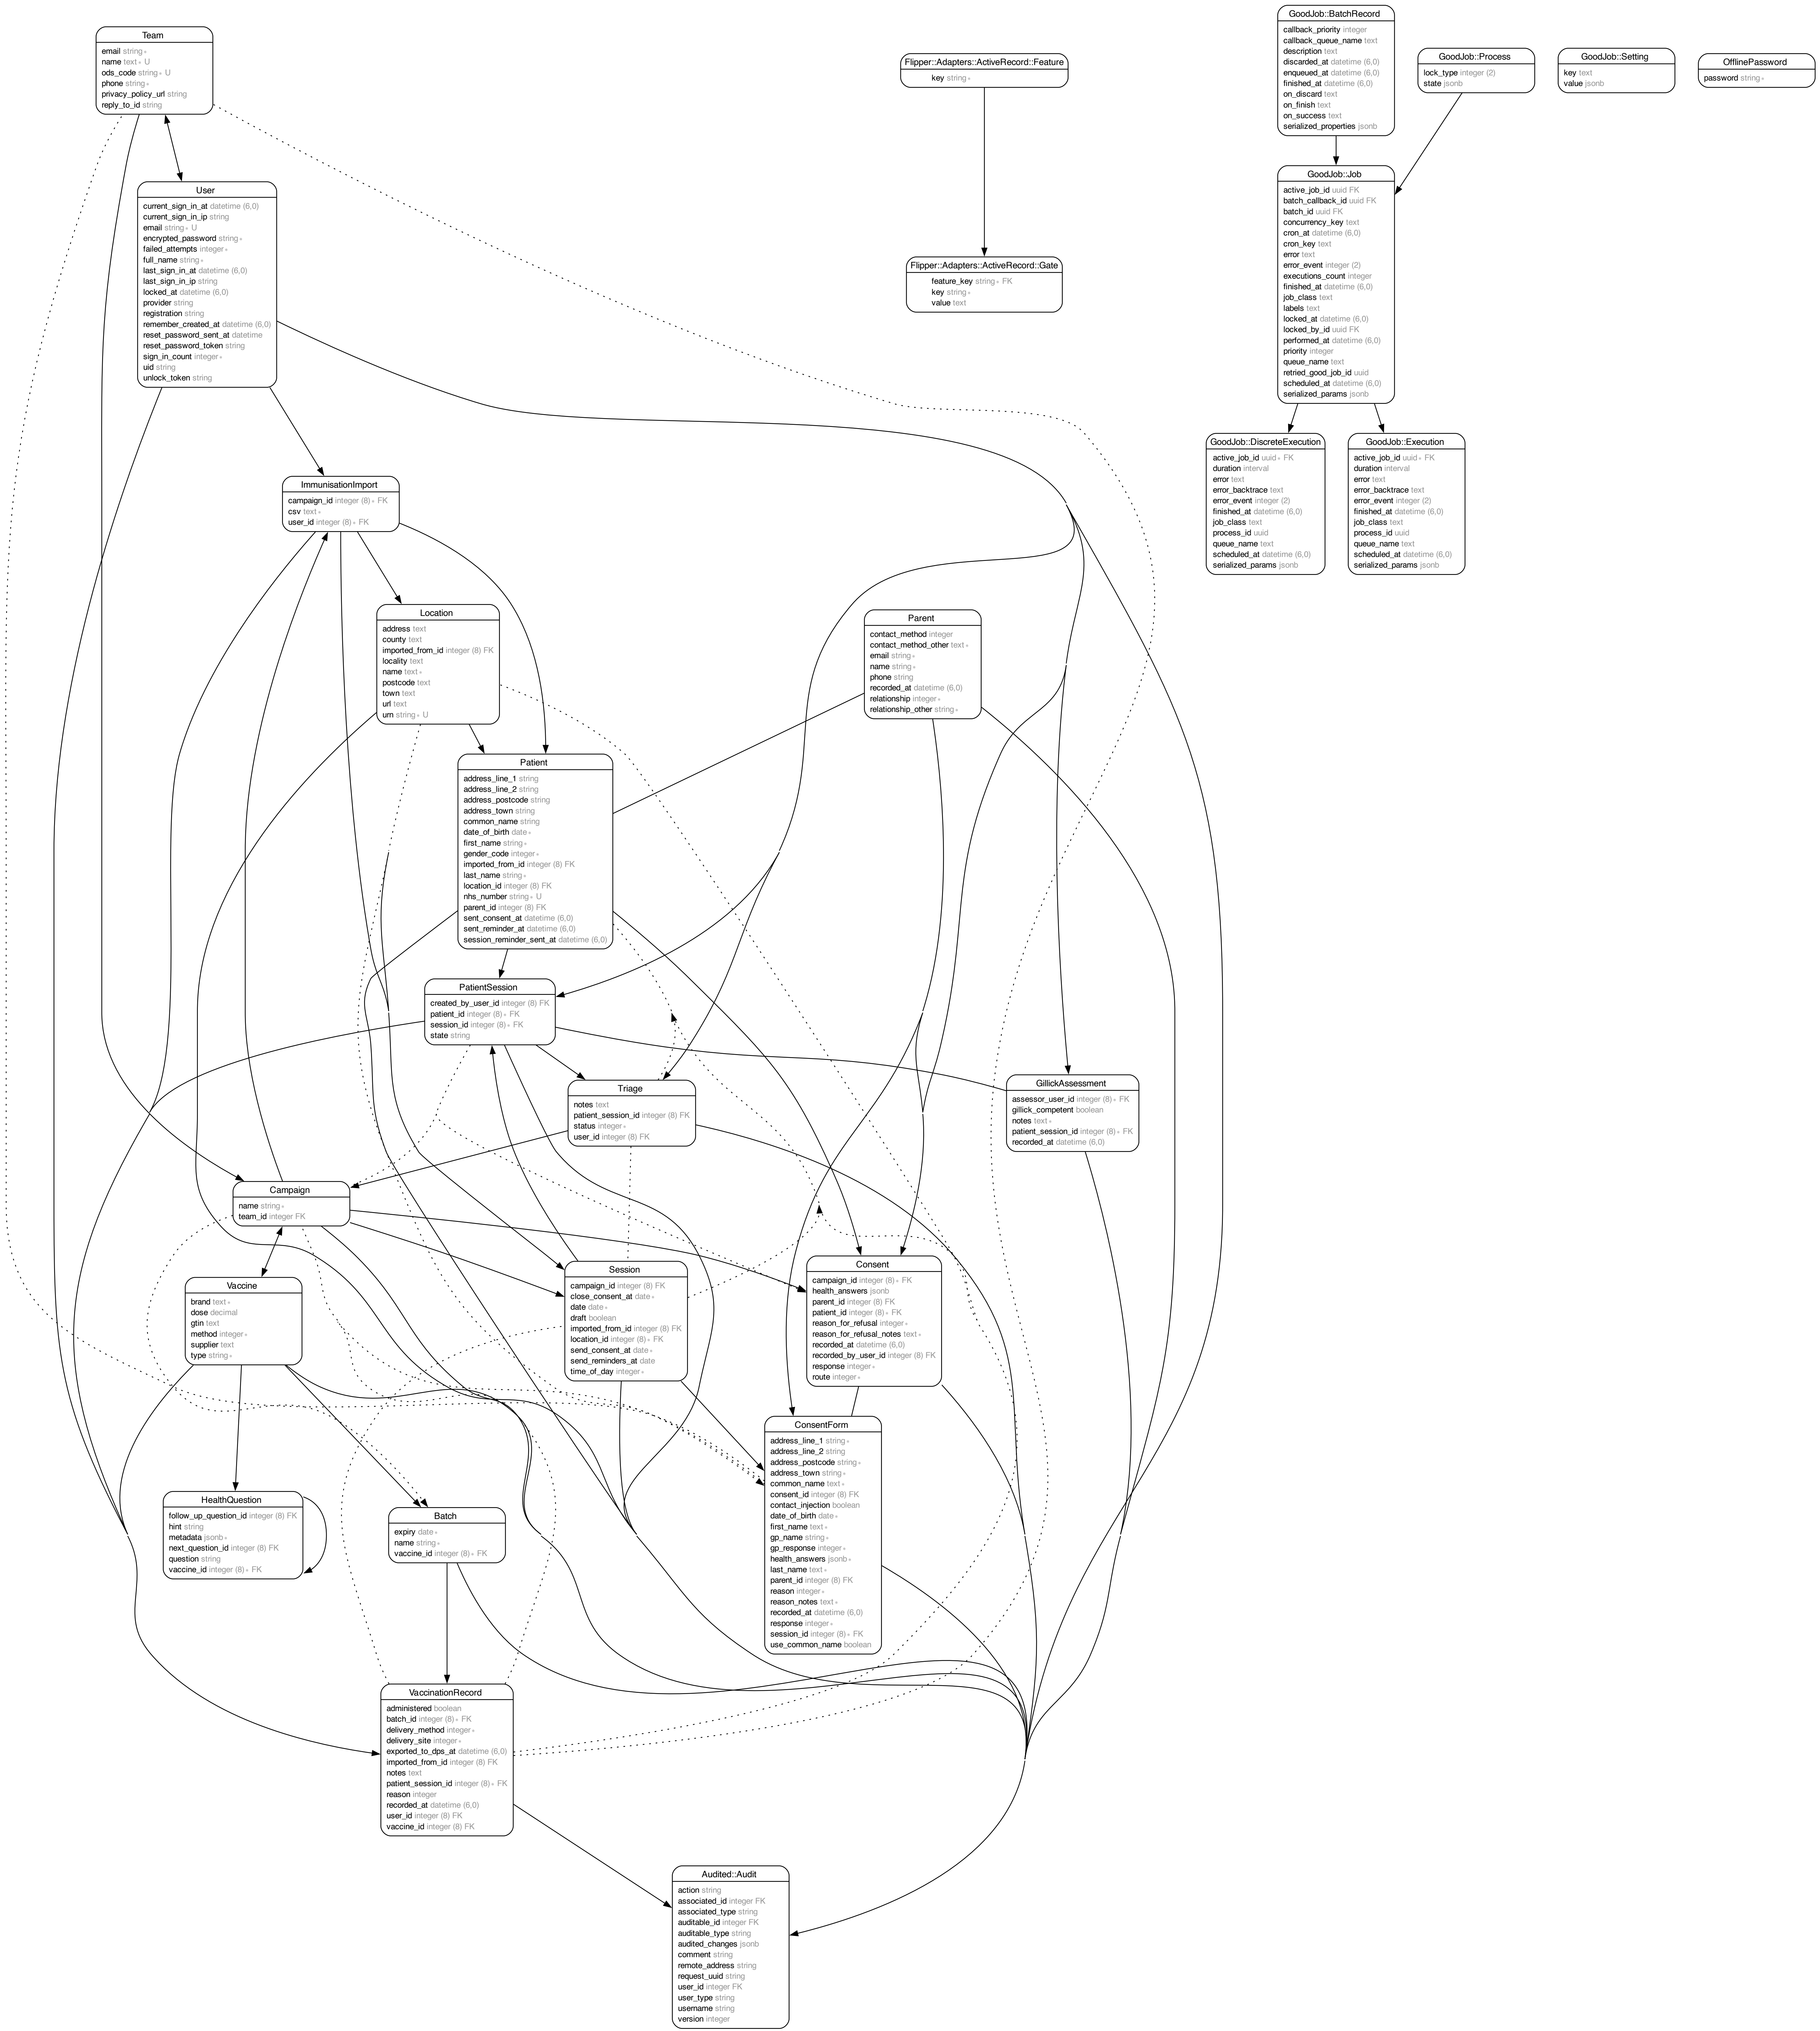 Team
email string∗
name text∗ U
ods_code string∗ U
phone string∗
privacy_policy_url string
reply_to_id string
User
current_sign_in_at datetime (6,0)
current_sign_in_ip string
email string∗ U
encrypted_password string∗
failed_attempts integer∗
full_name string∗
last_sign_in_at datetime (6,0)
last_sign_in_ip string
locked_at datetime (6,0)
provider string
registration string
remember_created_at datetime (6,0)
reset_password_sent_at datetime
reset_password_token string
sign_in_count integer∗
uid string
unlock_token string
Flipper::Adapters::ActiveRecord::Feature
key string∗
Flipper::Adapters::ActiveRecord::Gate
feature_key string∗ FK
key string∗
value text
GoodJob::BatchRecord
callback_priority integer
callback_queue_name text
description text
discarded_at datetime (6,0)
enqueued_at datetime (6,0)
finished_at datetime (6,0)
on_discard text
on_finish text
on_success text
serialized_properties jsonb
GoodJob::Process
lock_type integer (2)
state jsonb
GoodJob::Setting
key text
value jsonb
OfflinePassword
password string∗
GoodJob::Job
active_job_id uuid FK
batch_callback_id uuid FK
batch_id uuid FK
concurrency_key text
cron_at datetime (6,0)
cron_key text
error text
error_event integer (2)
executions_count integer
finished_at datetime (6,0)
job_class text
labels text
locked_at datetime (6,0)
locked_by_id uuid FK
performed_at datetime (6,0)
priority integer
queue_name text
retried_good_job_id uuid
scheduled_at datetime (6,0)
serialized_params jsonb
GoodJob::DiscreteExecution
active_job_id uuid∗ FK
duration interval
error text
error_backtrace text
error_event integer (2)
finished_at datetime (6,0)
job_class text
process_id uuid
queue_name text
scheduled_at datetime (6,0)
serialized_params jsonb
GoodJob::Execution
active_job_id uuid∗ FK
duration interval
error text
error_backtrace text
error_event integer (2)
finished_at datetime (6,0)
job_class text
process_id uuid
queue_name text
scheduled_at datetime (6,0)
serialized_params jsonb
ImmunisationImport
campaign_id integer (8)∗ FK
csv text∗
user_id integer (8)∗ FK
Location
address text
county text
imported_from_id integer (8) FK
locality text
name text∗
postcode text
town text
url text
urn string∗ U
Parent
contact_method integer
contact_method_other text∗
email string∗
name string∗
phone string
recorded_at datetime (6,0)
relationship integer∗
relationship_other string∗
Patient
address_line_1 string
address_line_2 string
address_postcode string
address_town string
common_name string
date_of_birth date∗
first_name string∗
gender_code integer∗
imported_from_id integer (8) FK
last_name string∗
location_id integer (8) FK
nhs_number string∗ U
parent_id integer (8) FK
sent_consent_at datetime (6,0)
sent_reminder_at datetime (6,0)
session_reminder_sent_at datetime (6,0)
PatientSession
created_by_user_id integer (8) FK
patient_id integer (8)∗ FK
session_id integer (8)∗ FK
state string
Triage
notes text
patient_session_id integer (8) FK
status integer∗
user_id integer (8) FK
GillickAssessment
assessor_user_id integer (8)∗ FK
gillick_competent boolean
notes text∗
patient_session_id integer (8)∗ FK
recorded_at datetime (6,0)
Campaign
name string∗
team_id integer FK
Vaccine
brand text∗
dose decimal
gtin text
method integer∗
supplier text
type string∗
Session
campaign_id integer (8) FK
close_consent_at date∗
date date∗
draft boolean
imported_from_id integer (8) FK
location_id integer (8)∗ FK
send_consent_at date∗
send_reminders_at date
time_of_day integer∗
Consent
campaign_id integer (8)∗ FK
health_answers jsonb
parent_id integer (8) FK
patient_id integer (8)∗ FK
reason_for_refusal integer∗
reason_for_refusal_notes text∗
recorded_at datetime (6,0)
recorded_by_user_id integer (8) FK
response integer∗
route integer∗
ConsentForm
address_line_1 string∗
address_line_2 string
address_postcode string∗
address_town string∗
common_name text∗
consent_id integer (8) FK
contact_injection boolean
date_of_birth date∗
first_name text∗
gp_name string∗
gp_response integer∗
health_answers jsonb∗
last_name text∗
parent_id integer (8) FK
reason integer∗
reason_notes text∗
recorded_at datetime (6,0)
response integer∗
session_id integer (8)∗ FK
use_common_name boolean
HealthQuestion
follow_up_question_id integer (8) FK
hint string
metadata jsonb∗
next_question_id integer (8) FK
question string
vaccine_id integer (8)∗ FK
Batch
expiry date∗
name string∗
vaccine_id integer (8)∗ FK
VaccinationRecord
administered boolean
batch_id integer (8)∗ FK
delivery_method integer∗
delivery_site integer∗
exported_to_dps_at datetime (6,0)
imported_from_id integer (8) FK
notes text
patient_session_id integer (8)∗ FK
reason integer
recorded_at datetime (6,0)
user_id integer (8) FK
vaccine_id integer (8) FK
Audited::Audit
action string
associated_id integer FK
associated_type string
auditable_id integer FK
auditable_type string
audited_changes jsonb
comment string
remote_address string
request_uuid string
user_id integer FK
user_type string
username string
version integer